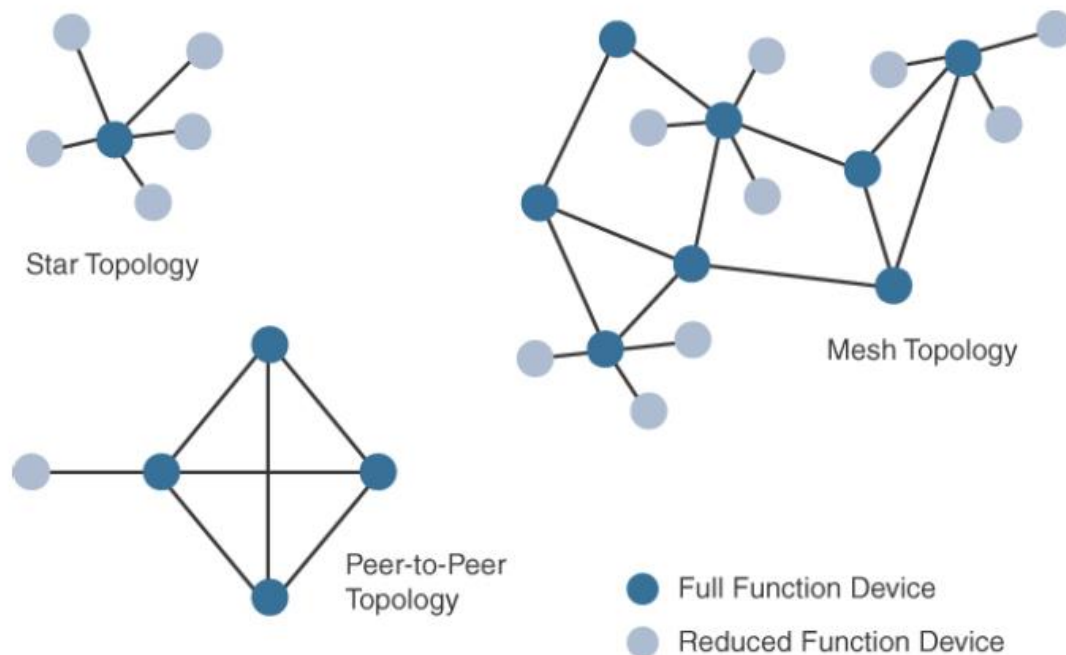 Star Topology
Mesh Topology
Peer-to-Peer
Topology
Full Function Device
Reduced Function Device